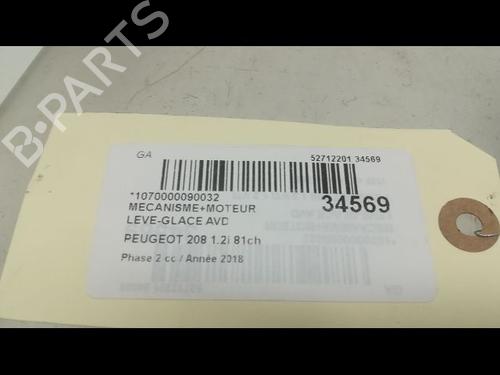 B-PARTS
GA
52712201 34569
*1070000090032
MECANISME+MOTEUR
LEVE-GLACE AVD
34569
PEUGEOT 208 1.2i 81ch
Phase 2 cc / Année 2018